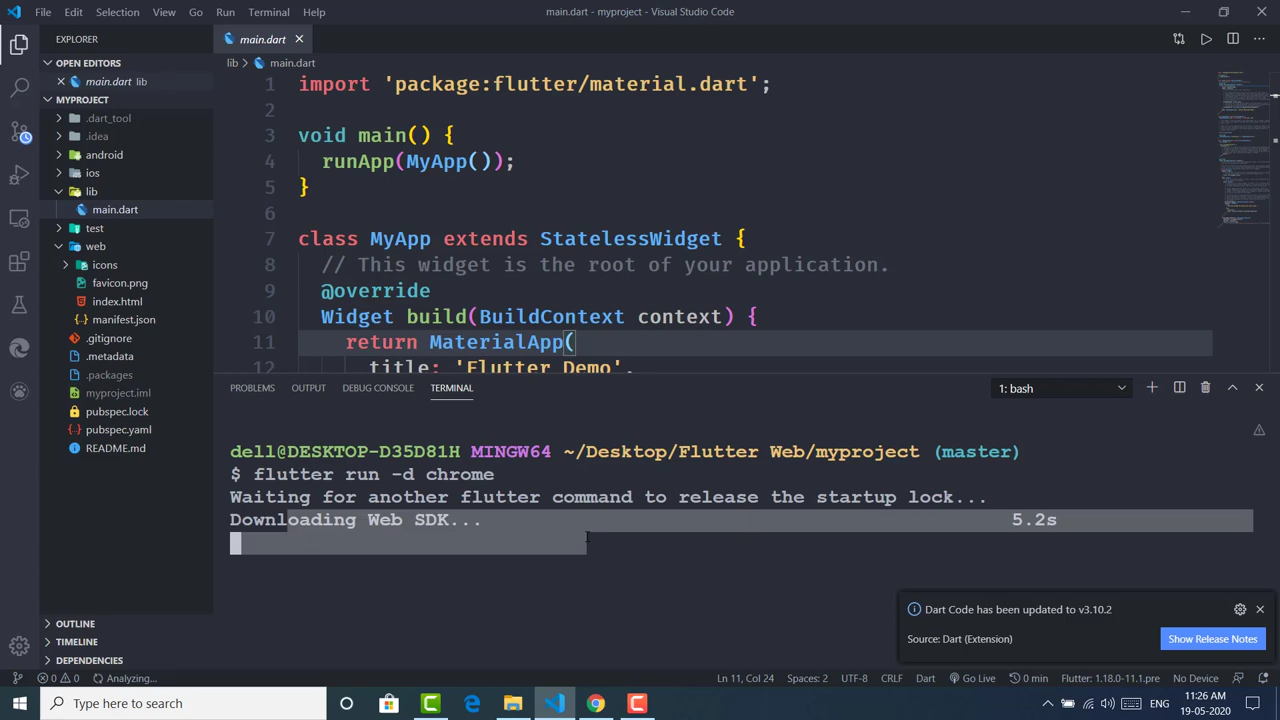 File Edit Selection View Go Run Terminal Help
main.dart - myproject - Visual Studio Code
EXPLORER
main.dart
OPEN EDITORS
main.dart lib
MYPROJECT
.dart_tool
.idea
android
ios
lib
main.dart
test
web
icons
favicon.png
index.html
manifest.json
.gitignore
.metadata
.packages
myproject.iml
pubspec.lock
pubspec.yaml
README.md
OUTLINE
TIMELINE
DEPENDENCIES
lib > main.dart
1 import 'package:flutter/material.dart';
2
3 void main() {
4 runApp(MyApp());
5 }
6
7 class MyApp extends StatelessWidget {
8 // This widget is the root of your application.
9 @override
10 Widget build(BuildContext context) {
11 return MaterialApp(
12 title: 'Flutter Demo',
PROBLEMS OUTPUT DEBUG CONSOLE TERMINAL
1: bash
dell@DESKTOP-D35D81H MINGW64 ~/Desktop/Flutter Web/myproject (master)
$ flutter run -d chrome
Waiting for another flutter command to release the startup lock...
Downloading Web SDK... 5.2s
Dart Code has been updated to v3.10.2
Source: Dart (Extension)
Show Release Notes
0 0 Analyzing...
Ln 11, Col 24 Spaces: 2 UTF-8 CRLF Dart Go Live 0 min Flutter: 1.18.0-11.1.pre No Device
Type here to search
ENG
11:26 AM
19-05-2020